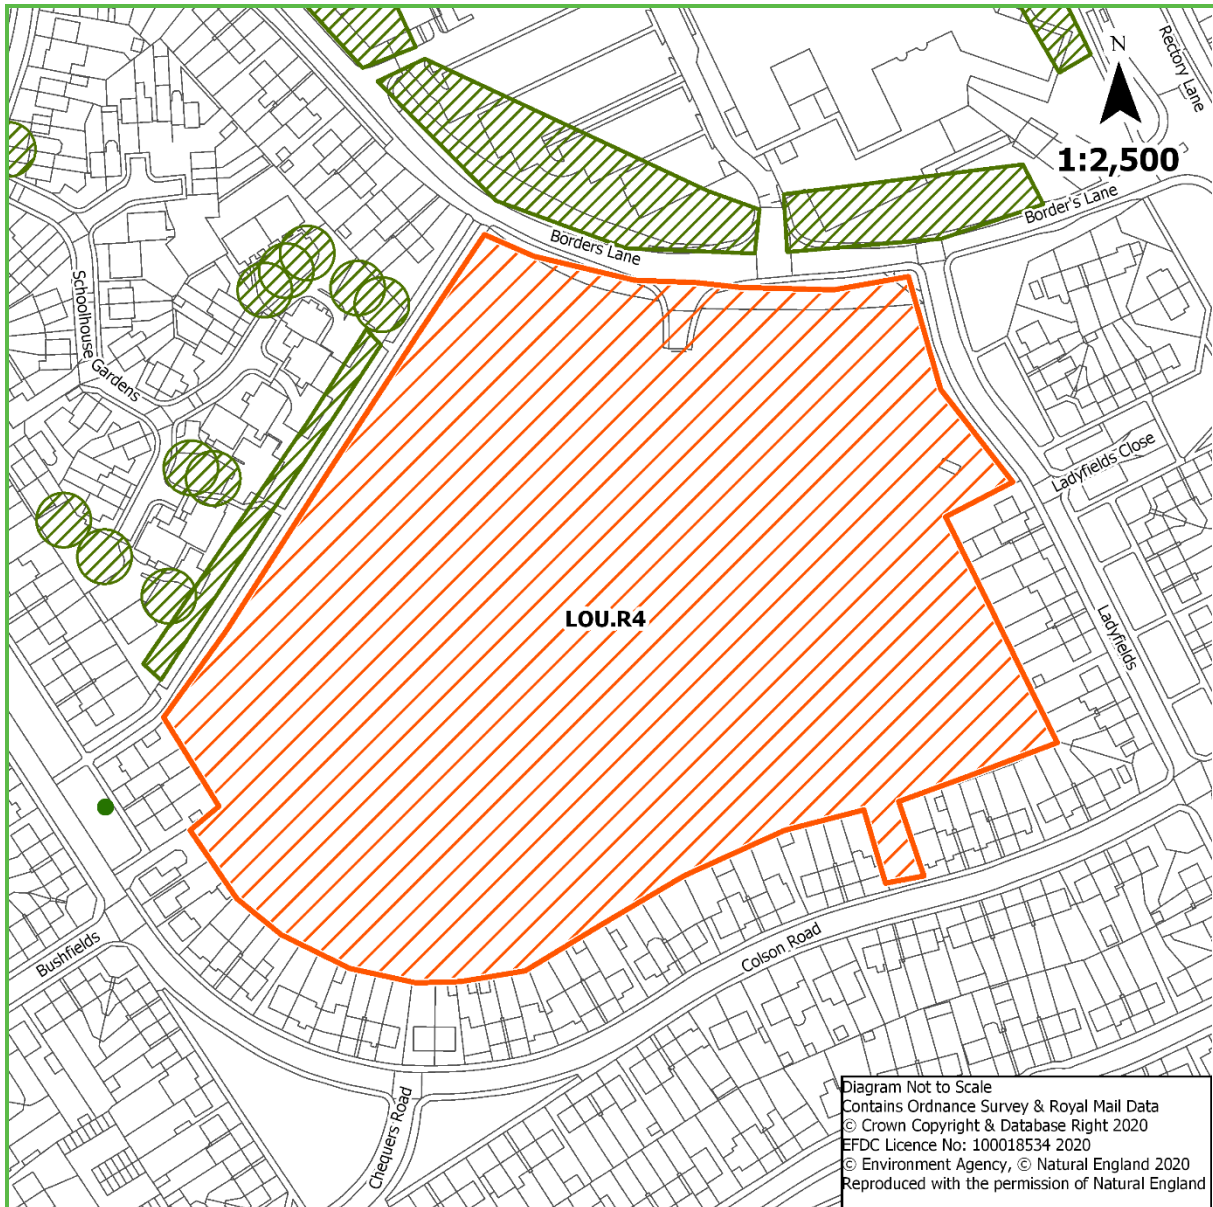 N
1:2,500
Rectory Lane
Border's Lane
Borders Lane
Schoolhouse
Gardens
Ladyfields Close
LOU.R4
Ladyfields
Bushfields
Colson Road
Chequers Road
Diagram Not to Scale
Contains Ordnance Survey & Royal Mail Data
© Crown Copyright & Database Right 2020
EFDC Licence No: 100018534 2020
© Environment Agency, © Natural England 2020
Reproduced with the permission of Natural England